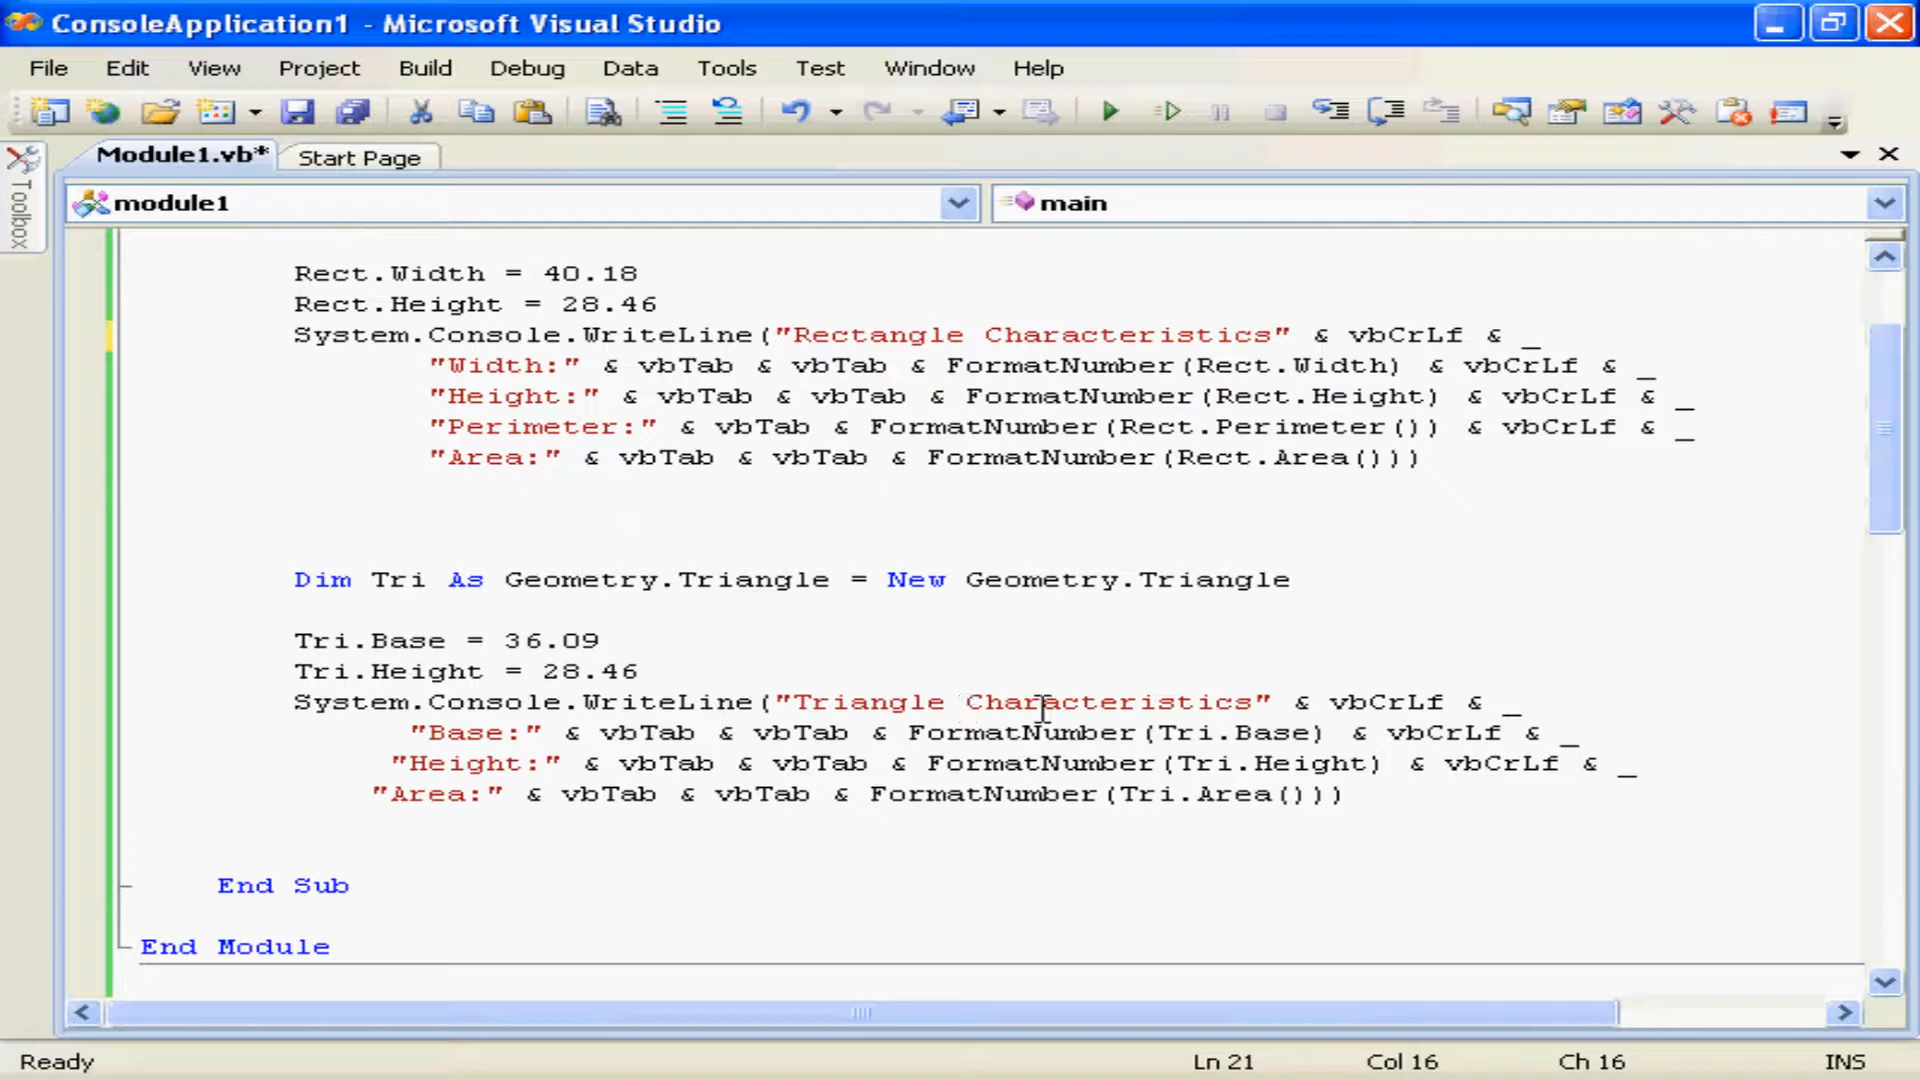 ConsoleApplication1 - Microsoft Visual Studio
File Edit View Project Build Debug Data Tools Test Window Help
Module1.vb* Start Page
Toolbox
module1 main
Rect.Width = 40.18
Rect.Height = 28.46
System.Console.WriteLine("Rectangle Characteristics" & vbCrLf & _
"Width:" & vbTab & vbTab & FormatNumber(Rect.Width) & vbCrLf & _
"Height:" & vbTab & vbTab & FormatNumber(Rect.Height) & vbCrLf & _
"Perimeter:" & vbTab & FormatNumber(Rect.Perimeter()) & vbCrLf & _
"Area:" & vbTab & vbTab & FormatNumber(Rect.Area()))
Dim Tri As Geometry.Triangle = New Geometry.Triangle
Tri.Base = 36.09
Tri.Height = 28.46
System.Console.WriteLine("Triangle Characteristics" & vbCrLf & _
"Base:" & vbTab & vbTab & FormatNumber(Tri.Base) & vbCrLf & _
"Height:" & vbTab & vbTab & FormatNumber(Tri.Height) & vbCrLf & _
"Area:" & vbTab & vbTab & FormatNumber(Tri.Area()))
End Sub
End Module
Ready Ln 21 Col 16 Ch 16 INS